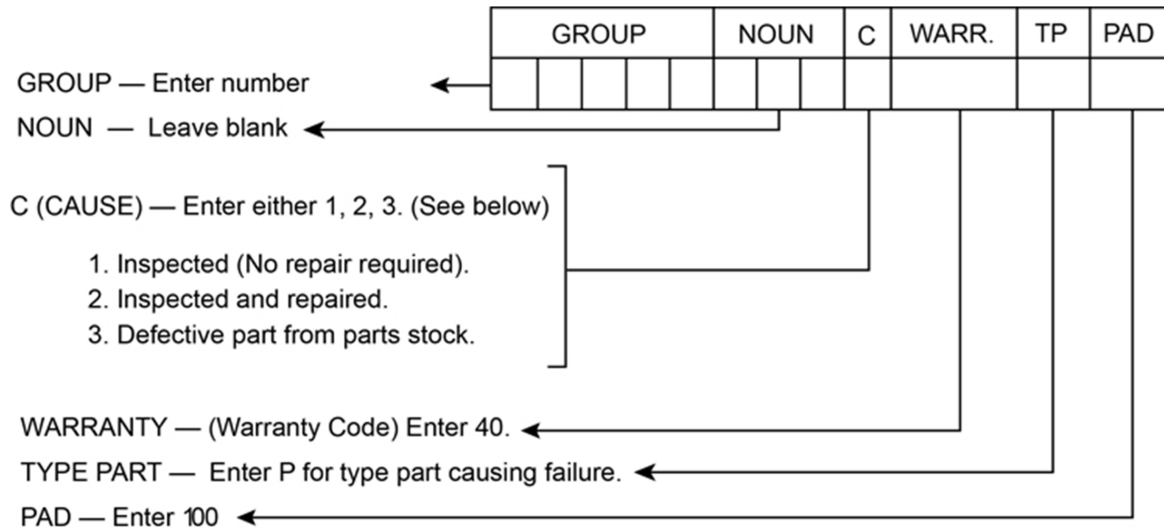 GROUP NOUN C WARR. TP PAD
GROUP — Enter number
NOUN — Leave blank
C (CAUSE) — Enter either 1, 2, 3. (See below)
1. Inspected (No repair required).
2. Inspected and repaired.
3. Defective part from parts stock.
WARRANTY — (Warranty Code) Enter 40.
TYPE PART — Enter P for type part causing failure.
PAD — Enter 100